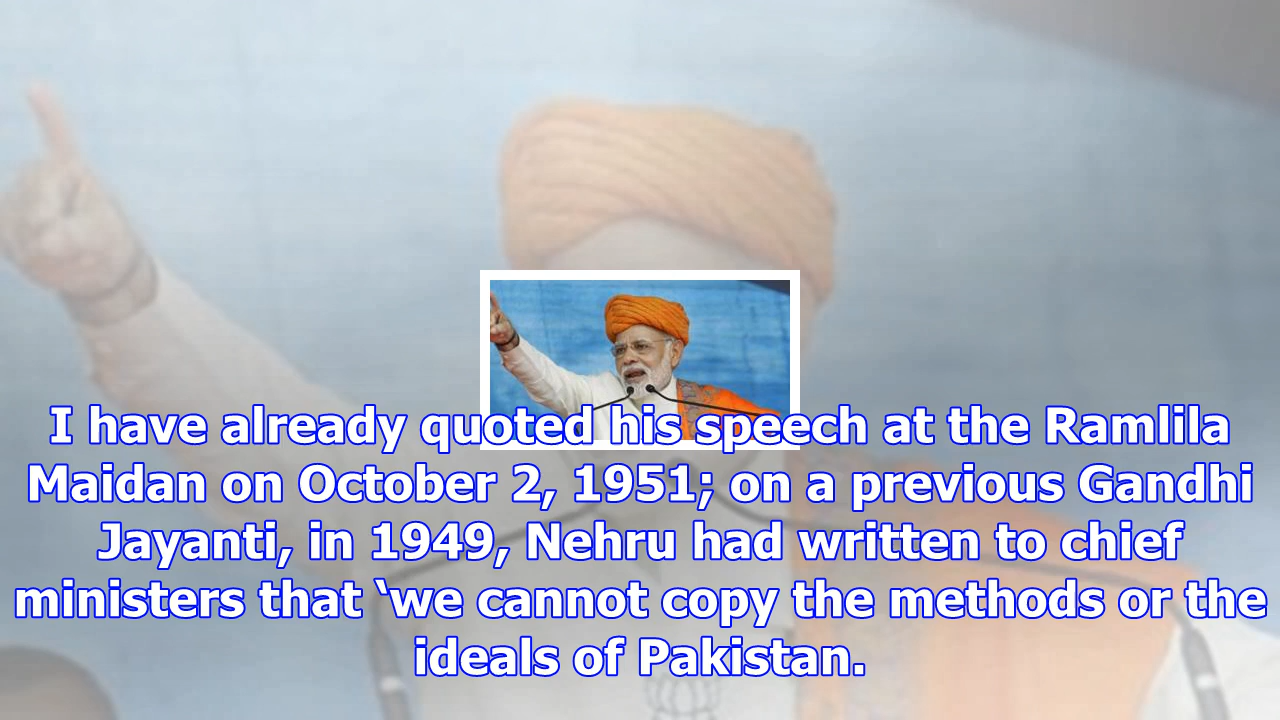 I have already quoted his speech at the Ramlila
Maidan on October 2, 1951; on a previous Gandhi
Jayanti, in 1949, Nehru had written to chief
ministers that ‘we cannot copy the methods or the
ideals of Pakistan.